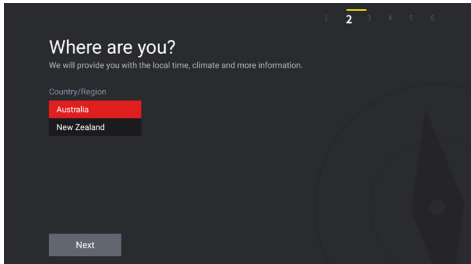 1 2 3 4 5 6
Where are you?
We will provide you with the local time, climate and more information.
Country/Region
Australia
New Zealand
Next